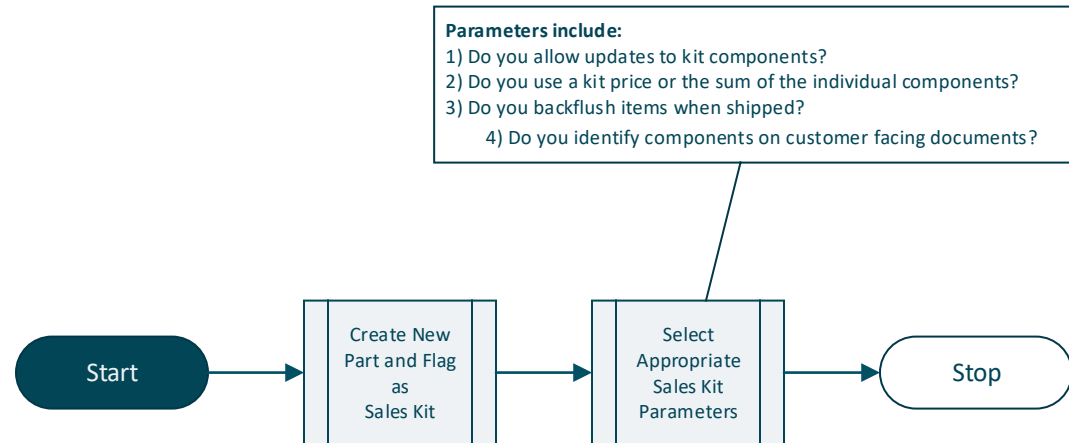 Parameters include:
1) Do you allow updates to kit components?
2) Do you use a kit price or the sum of the individual components?
3) Do you backflush items when shipped?
4) Do you identify components on customer facing documents?
Start
Create New
Part and Flag
as
Sales Kit
Select
Appropriate
Sales Kit
Parameters
Stop